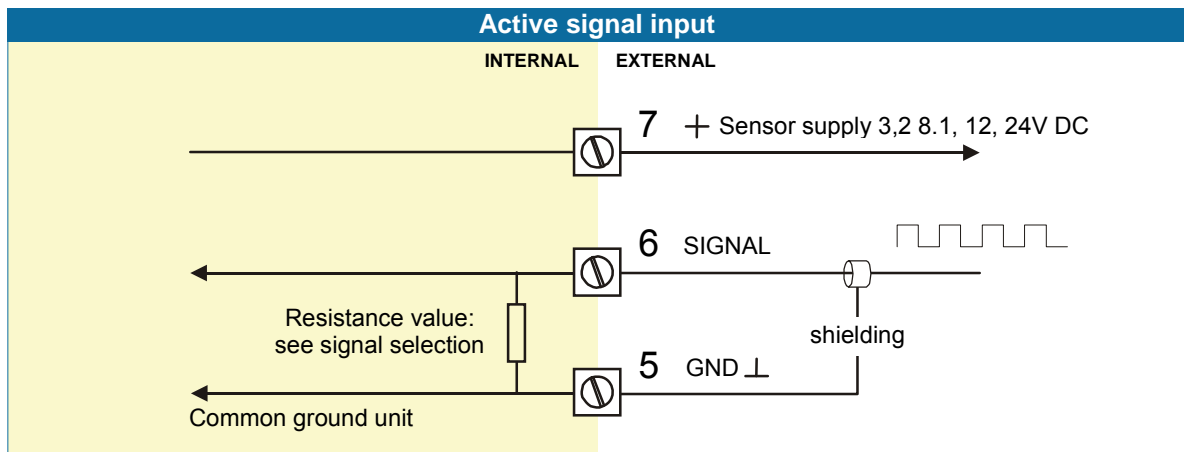 Active signal input
INTERNAL EXTERNAL
7 + Sensor supply 3,2 8.1, 12, 24V DC
6 SIGNAL
Resistance value:
see signal selection
shielding
5 GND ⊥
Common ground unit